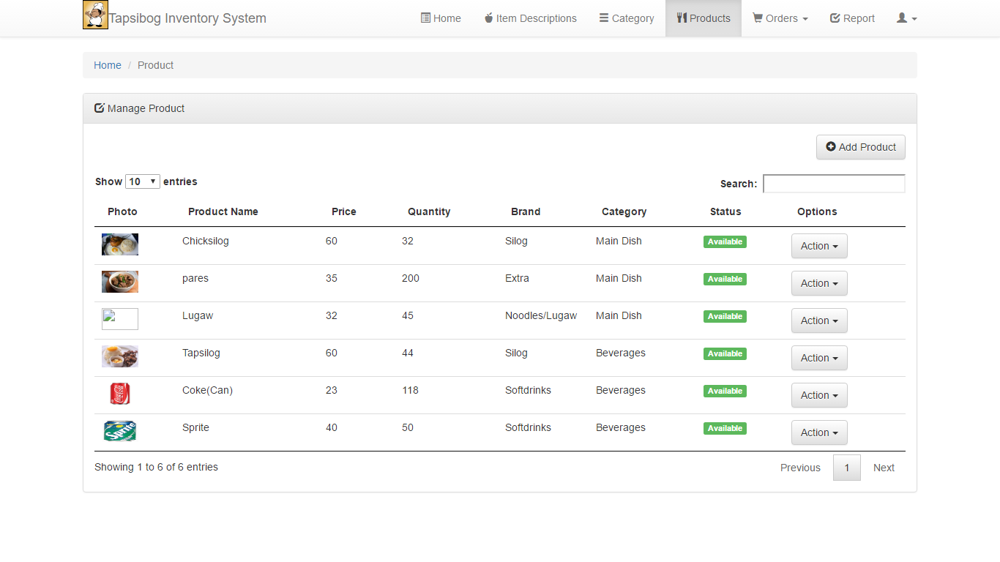 Tapsibog Inventory System Home Item Descriptions Category Products Orders Report
Home / Product
Manage Product
Add Product
Show 10 entries Search:
Photo Product Name Price Quantity Brand Category Status Options
Chicksilog 60 32 Silog Main Dish Available Action
pares 35 200 Extra Main Dish Available Action
Lugaw 32 45 Noodles/Lugaw Main Dish Available Action
Tapsilog 60 44 Silog Beverages Available Action
Coca-Cola Coke(Can) 23 118 Softdrinks Beverages Available Action
Sprite Sprite 40 50 Softdrinks Beverages Available Action
Showing 1 to 6 of 6 entries Previous 1 Next